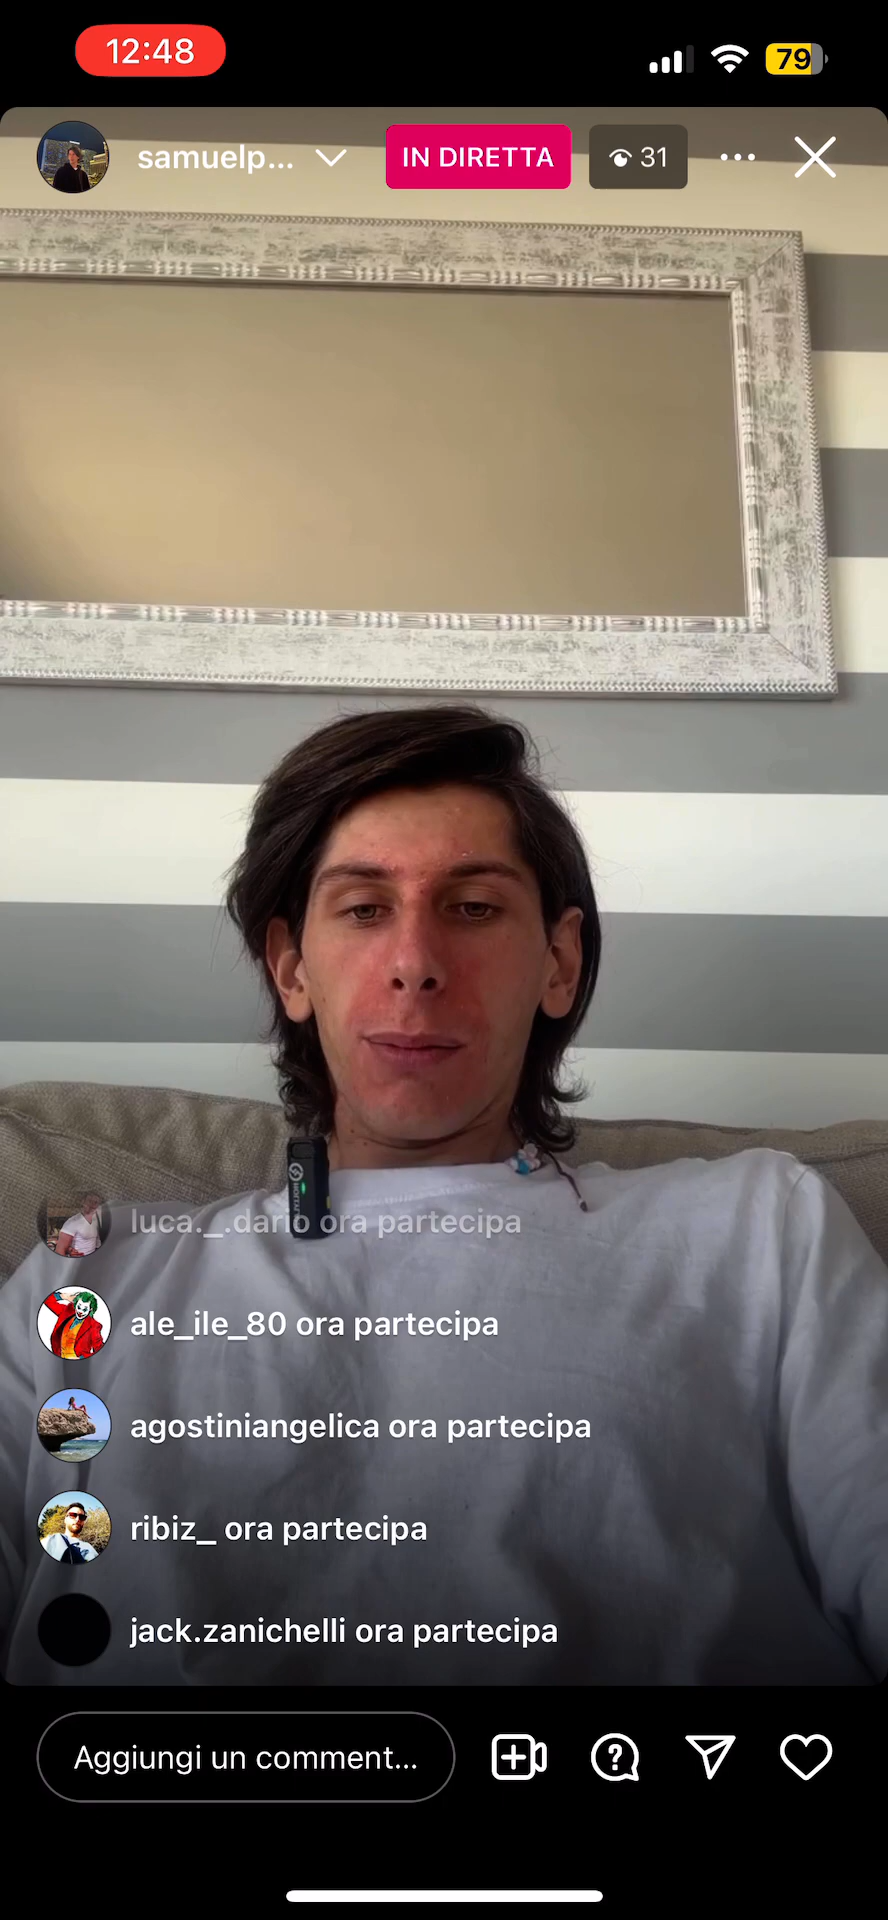 12:48
79
samuelp...
IN DIRETTA
31
luca._.dario ora partecipa
ale_ile_80 ora partecipa
agostiniangelica ora partecipa
ribiz_ ora partecipa
jack.zanichelli ora partecipa
Aggiungi un comment...